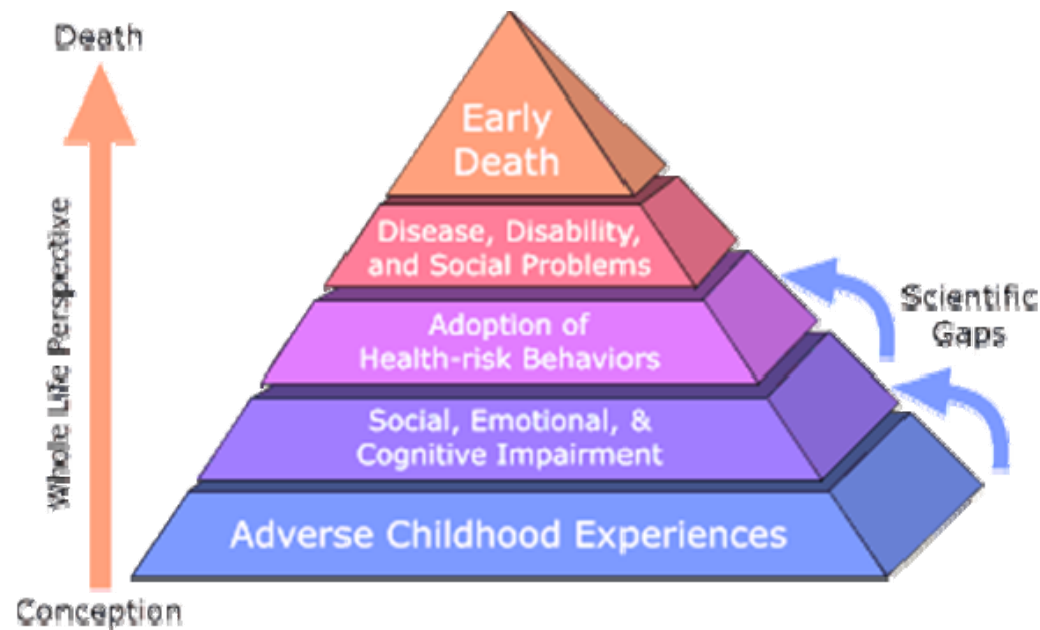 Death
Whole Life Perspective
Conception
Early
Death
Disease, Disability,
and Social Problems
Adoption of
Health-risk Behaviors
Social, Emotional, &
Cognitive Impairment
Adverse Childhood Experiences
Scientific
Gaps